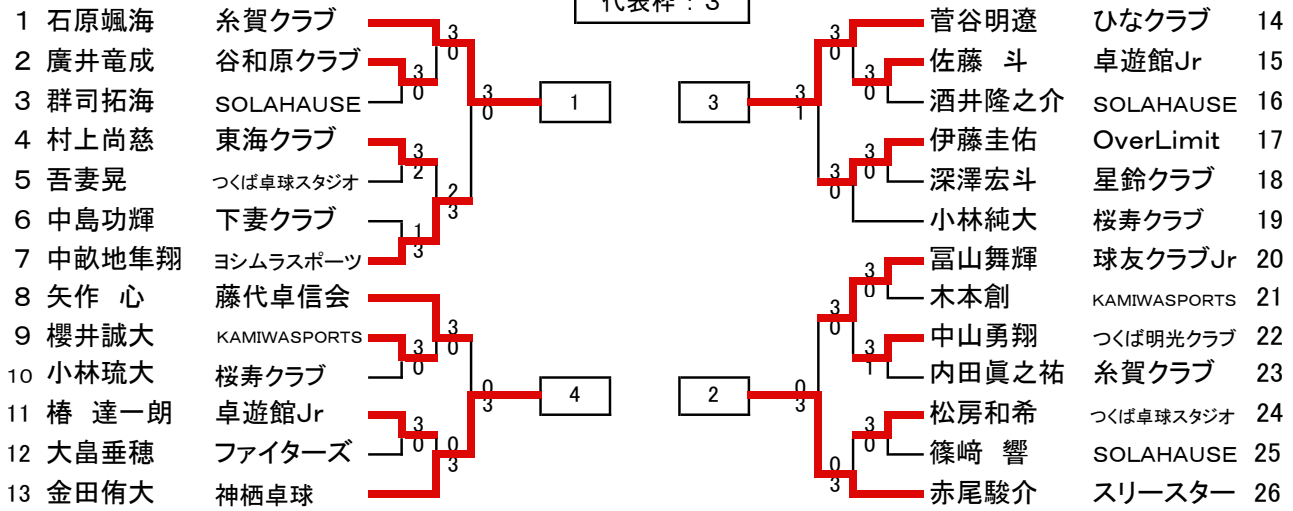 代表枠：3
1 石原颯海 糸賀クラブ
2 廣井竜成 谷和原クラブ
3 群司拓海 SOLAHAUSE
4 村上尚慈 東海クラブ
5 吾妻晃 つくば卓球スタジオ
6 中島功輝 下妻クラブ
7 中畝地隼翔 ヨシムラスポーツ
8 矢作 心 藤代卓信会
9 櫻井誠大 KAMIWASPORTS
10 小林琉大 桜寿クラブ
11 椿 達一朗 卓遊館Jr
12 大畠垂穂 ファイターズ
13 金田侑大 神栖卓球
3
0
3
0
3
2
1
3
3
0
2
3
3
0
3
0
3
0
0
3
0
3
1
4
3
2
3
0
3
0
3
1
3
0
3
0
3
0
3
0
3
1
0
3
3
0
0
3
菅谷明遼 ひなクラブ 14
佐藤 斗 卓遊館Jr 15
酒井隆之介 SOLAHAUSE 16
伊藤圭佑 OverLimit 17
深澤宏斗 星鈴クラブ 18
小林純大 桜寿クラブ 19
冨山舞輝 球友クラブJr 20
木本創 KAMIWASPORTS 21
中山勇翔 つくば明光クラブ 22
内田眞之祐 糸賀クラブ 23
松房和希 つくば卓球スタジオ 24
篠﨑 響 SOLAHAUSE 25
赤尾駿介 スリースター 26